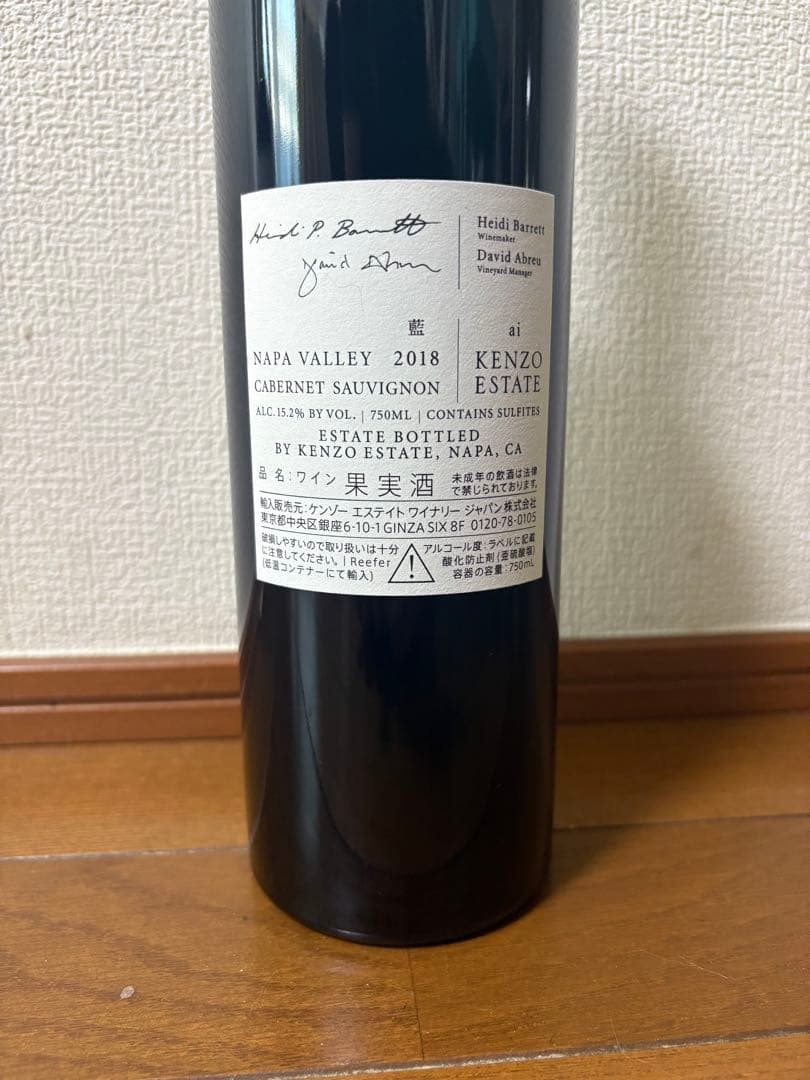 Heidi P. Barrett
David Abreu
Heidi Barrett
Winemaker
David Abreu
Vineyard Manager
藍
NAPA VALLEY 2018
CABERNET SAUVIGNON
ai
KENZO
ESTATE
ALC.15.2% BY VOL. | 750ML | CONTAINS SULFITES
ESTATE BOTTLED
BY KENZO ESTATE, NAPA, CA
品 名:ワイン 果実酒 未成年の飲酒は法律
で禁じられております。
輸入販売元:ケンゾー エステイト ワイナリー ジャパン株式会社
東京都中央区銀座6-10-1 GINZA SIX 8F 0120-78-0105
破損しやすいので取り扱いは十分
に注意してください。| Reefer
(低温コンテナーにて輸入)
アルコール度:ラベルに記載
酸化防止剤(亜硫酸塩)
容器の容量:750mL